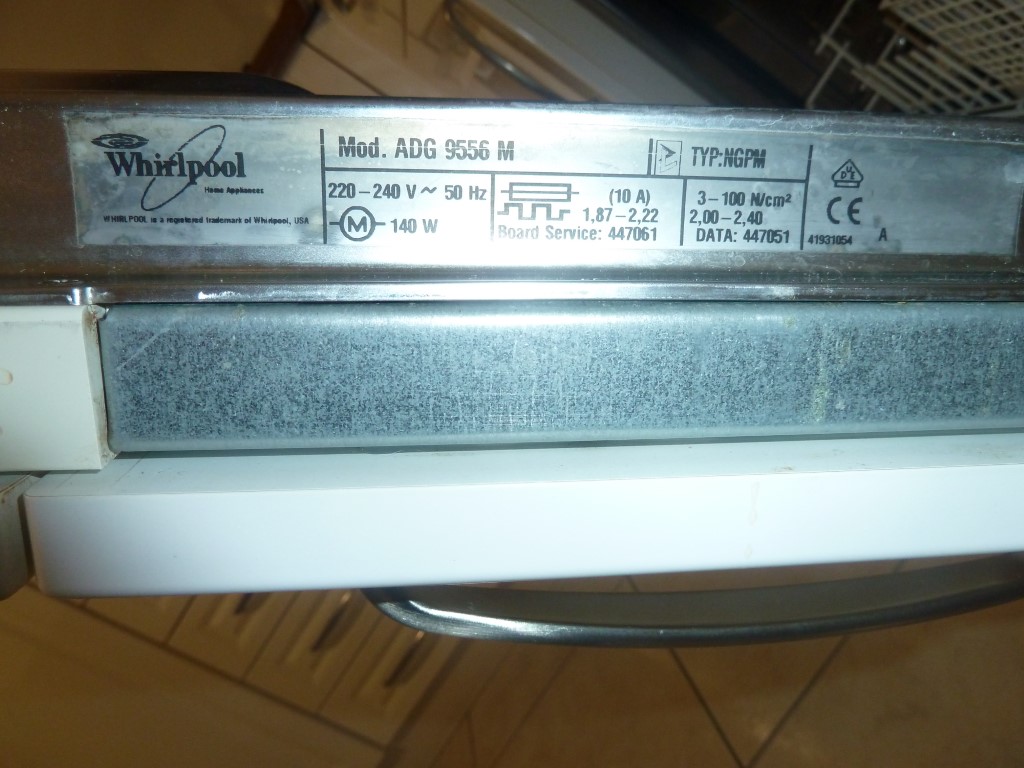 Whirlpool
Home Appliances
WHIRLPOOL is a registered trademark of Whirlpool, USA
Mod. ADG 9556 M
TYP:NGPM
220-240 V ~ 50 Hz
M 140 W
(10 A)
1,87-2,22
Board Service: 447061
3-100 N/cm²
2,00-2,40
DATA: 447051
CE
41931054 A